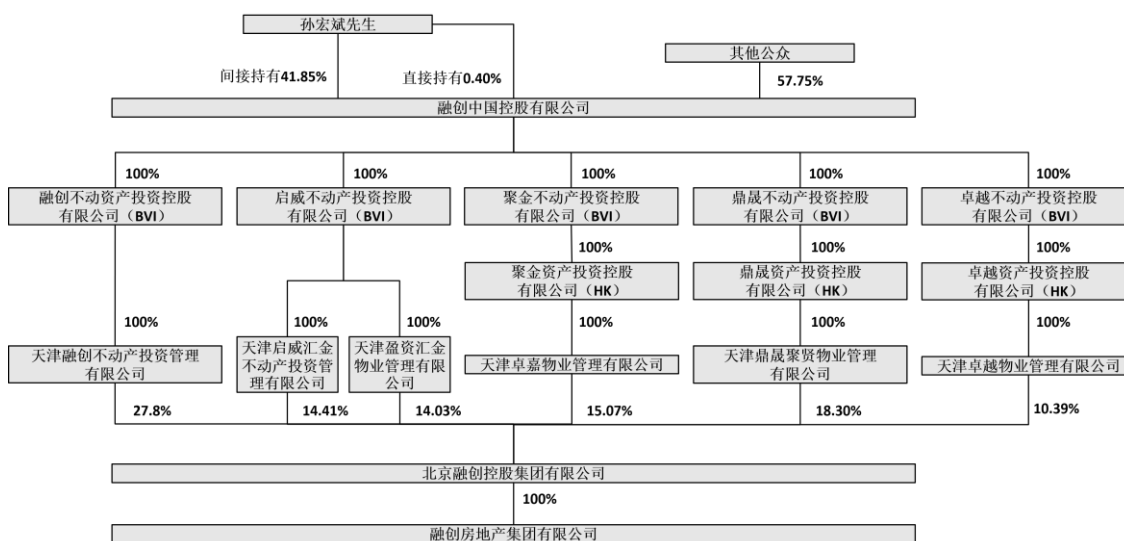 孙宏斌先生
其他公众
间接持有41.85%
直接持有0.40%
57.75%
融创中国控股有限公司
100%
100%
100%
100%
100%
融创不动资产投资控股
有限公司（BVI）
启威不动产投资控股
有限公司（BVI）
聚金不动产投资控股
有限公司（BVI）
鼎晟不动产投资控股
有限公司（BVI）
卓越不动产投资控股
有限公司（BVI）
100%
100%
100%
聚金资产投资控股
有限公司（HK）
鼎晟资产投资控股
有限公司（HK）
卓越资产投资控股
有限公司（HK）
100%
100%
100%
100%
100%
100%
天津融创不动产投资管理
有限公司
天津启威汇金
不动产投资管
理有限公司
天津盈资汇金
物业管理有限
公司
天津卓嘉物业管理有限公司
天津鼎晟聚贤物业管理
有限公司
天津卓越物业管理有限公司
27.8%
14.41%
14.03%
15.07%
18.30%
10.39%
北京融创控股集团有限公司
100%
融创房地产集团有限公司